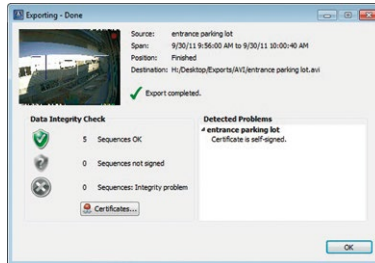 Exporting - Done
Source: entrance parking lot
Span: 9/30/11 9:56:00 AM to 9/30/11 10:00:40 AM
Position: Finished
Destination: H:/Desktop/Exports/AVI/entrance parking lot.avi
Export completed.
Data Integrity Check
5 Sequences OK
0 Sequences not signed
0 Sequences: Integrity problem
Certificates...
Detected Problems
entrance parking lot
Certificate is self-signed.
OK